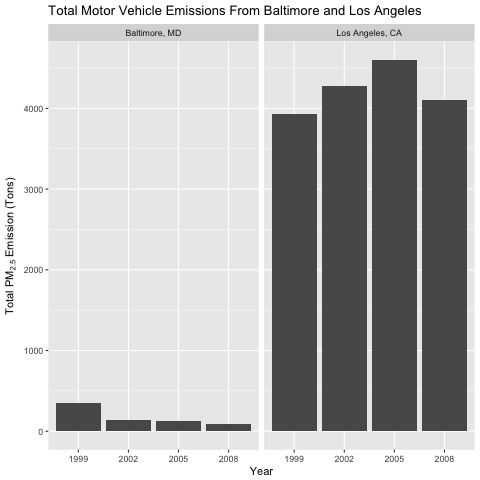 Total Motor Vehicle Emissions From Baltimore and Los Angeles
Baltimore, MD
Los Angeles, CA
Total PM2.5 Emission (Tons)
4000
3000
2000
1000
0
1999 2002 2005 2008
1999 2002 2005 2008
Year